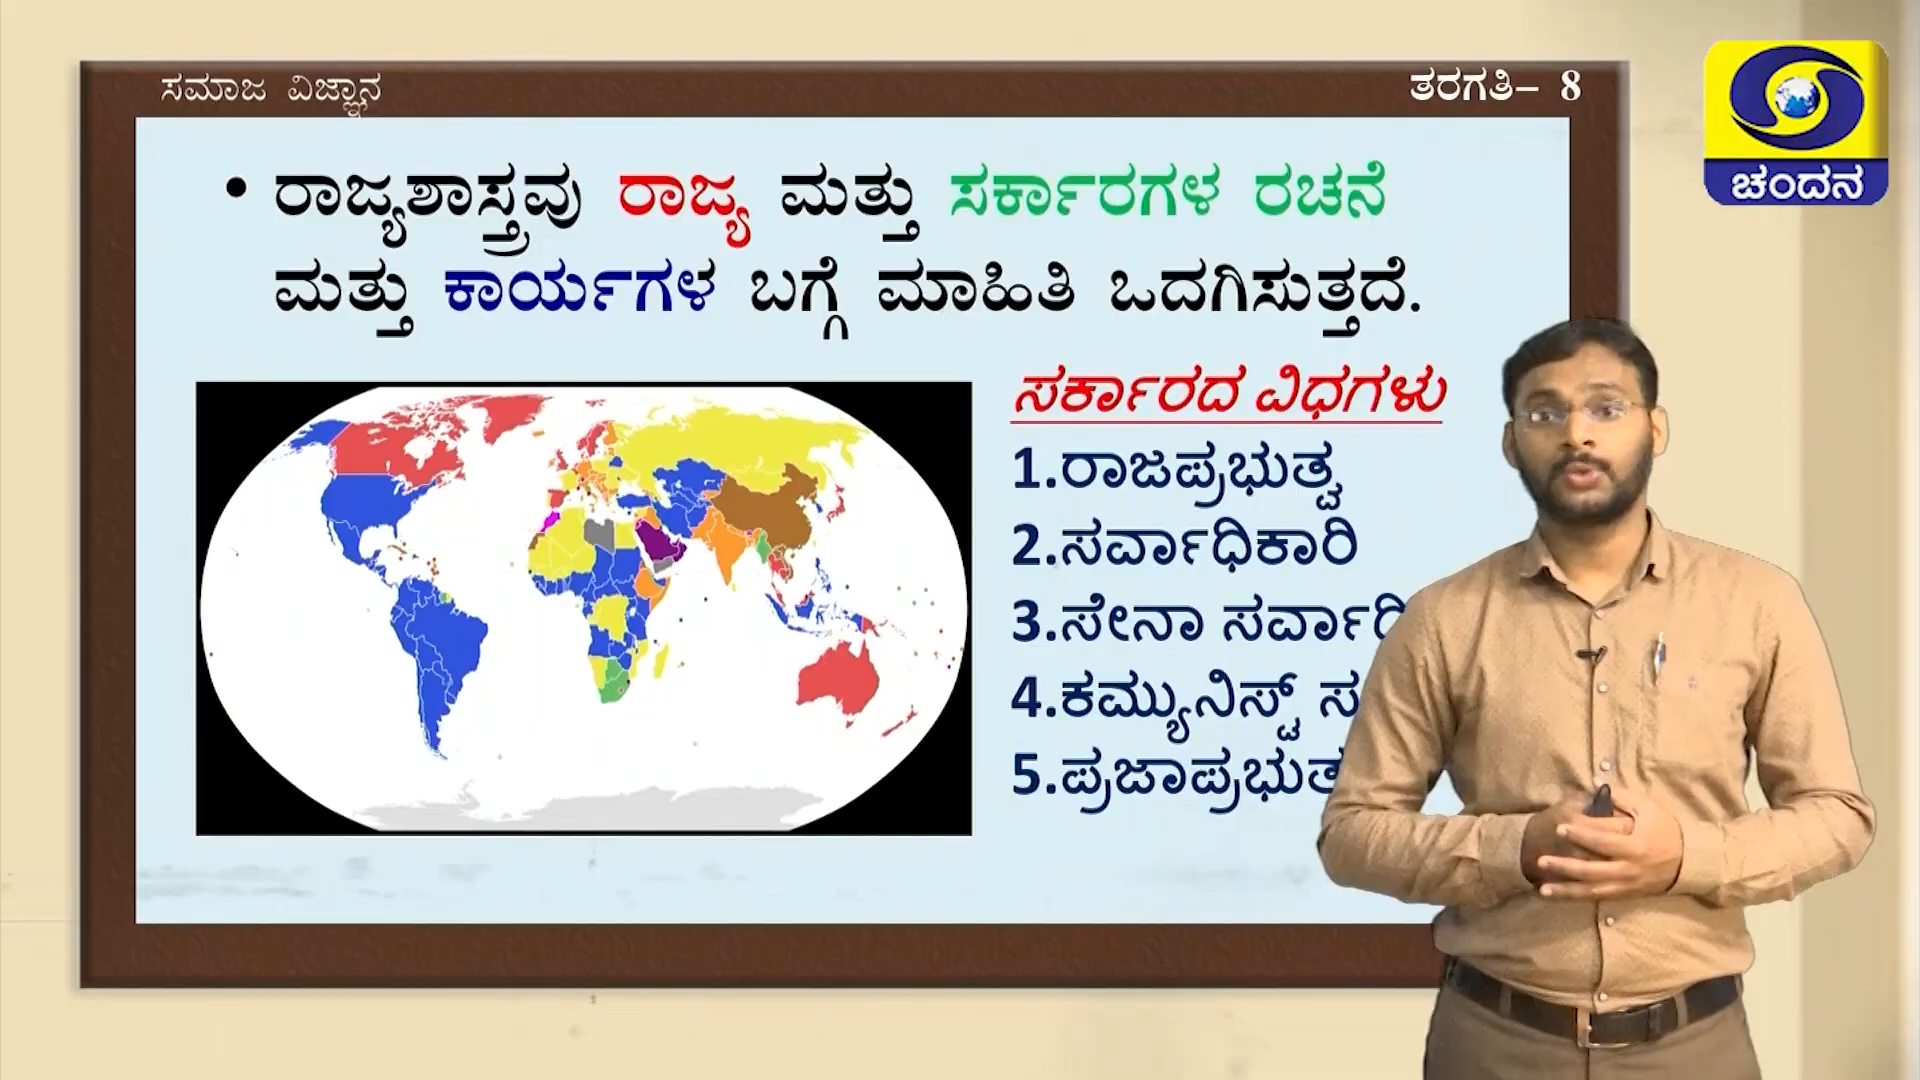 ಸಮಾಜ ವಿಜ್ಞಾನ
ತರಗತಿ– 8
ಚಂದನ
• ರಾಜ್ಯಶಾಸ್ತ್ರವು ರಾಜ್ಯ ಮತ್ತು ಸರ್ಕಾರಗಳ ರಚನೆ
ಮತ್ತು ಕಾರ್ಯಗಳ ಬಗ್ಗೆ ಮಾಹಿತಿ ಒದಗಿಸುತ್ತದೆ.
ಸರ್ಕಾರದ ವಿಧಗಳು
1.ರಾಜಪ್ರಭುತ್ವ
2.ಸರ್ವಾಧಿಕಾರಿ
3.ಸೇನಾ
4.ಕಮ್ಯುನಿಸ್ಟ್
5.